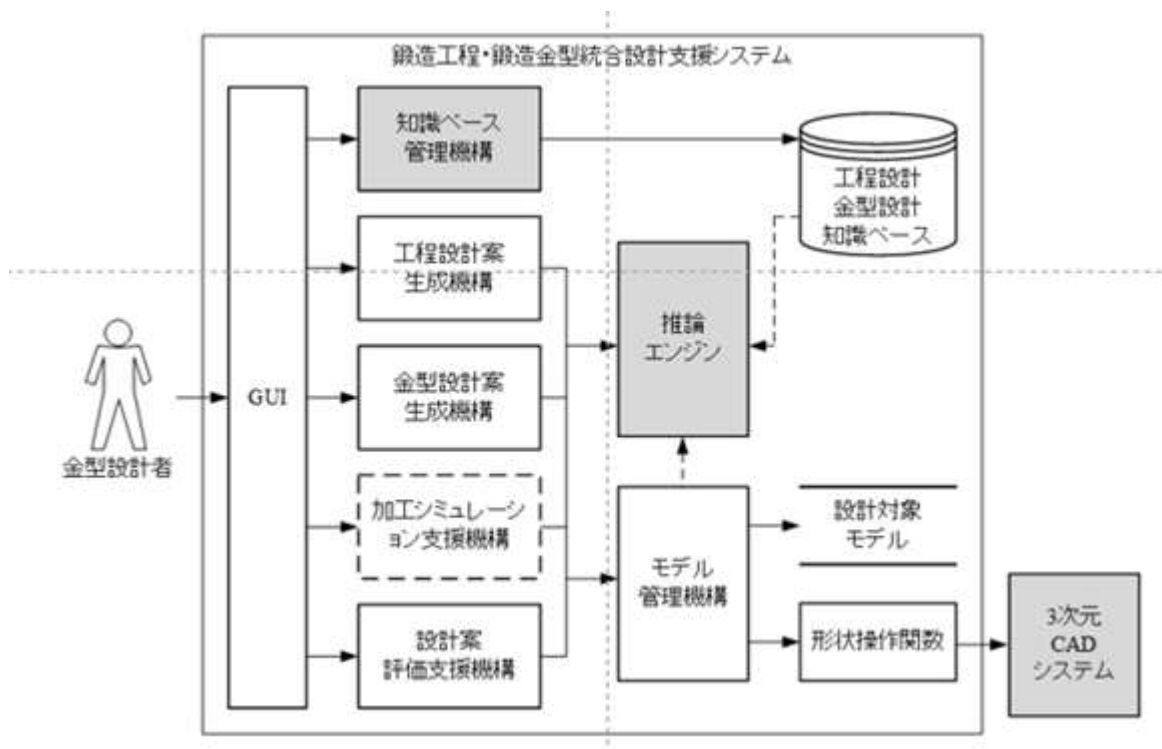 鍛造工程・鍛造金型統合設計支援システム
知識ベース
管理機構
工程設計
金型設計
知識ベース
工程設計案
生成機構
推論
エンジン
金型設計者
GUI
金型設計案
生成機構
加工シミュレーシ
ョン支援機構
設計案
評価支援機構
モデル
管理機構
設計対象
モデル
形状操作関数
3次元
CAD
システム